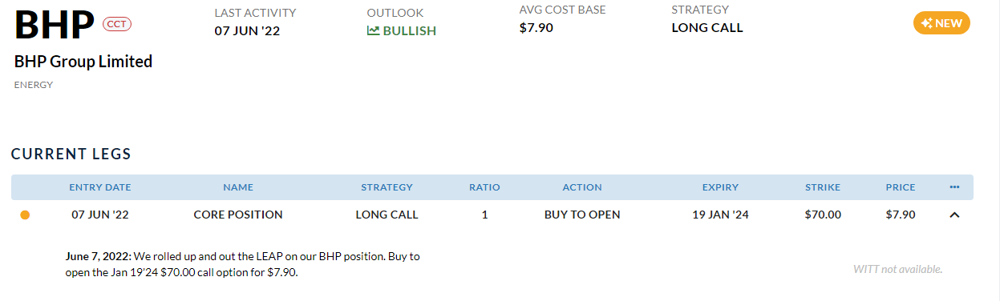 BHP CCT
BHP Group Limited
ENERGY
LAST ACTIVITY
07 JUN '22
OUTLOOK
BULLISH
AVG COST BASE
$7.90
STRATEGY
LONG CALL
NEW
CURRENT LEGS
ENTRY DATE NAME STRATEGY RATIO ACTION EXPIRY STRIKE PRICE ...
07 JUN '22 CORE POSITION LONG CALL 1 BUY TO OPEN 19 JAN '24 $70.00 $7.90
June 7, 2022: We rolled up and out the LEAP on our BHP position. Buy to
open the Jan 19'24 $70.00 call option for $7.90.
WITT not available.